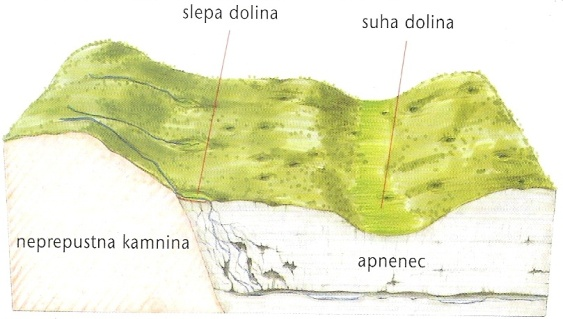 slepa dolina
suha dolina
neprepustna kamnina
apnenec